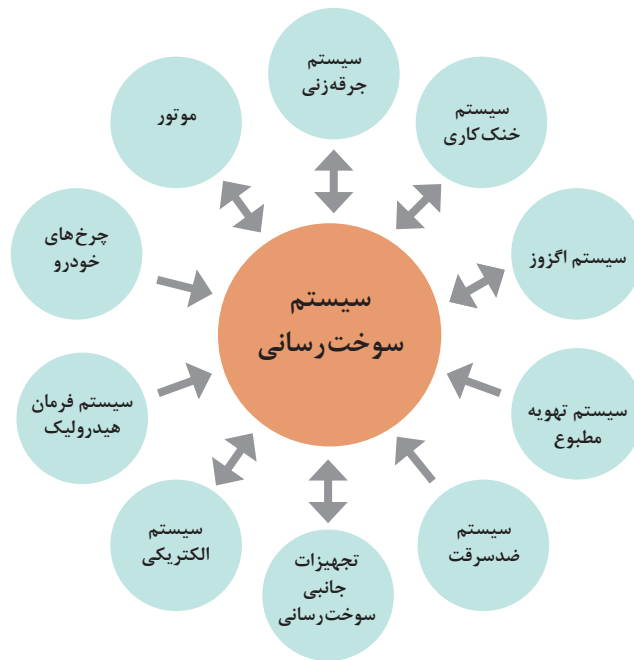 سیستم
جرقه‌زنی
سیستم
خنک‌کاری
موتور
چرخ‌های
خودرو
سیستم اگزوز
سیستم
سوخت‌رسانی
سیستم فرمان
هیدرولیک
سیستم تهویه
مطبوع
سیستم
الکتریکی
سیستم
ضدسرقت
تجهیزات
جانبی
سوخت‌رسانی